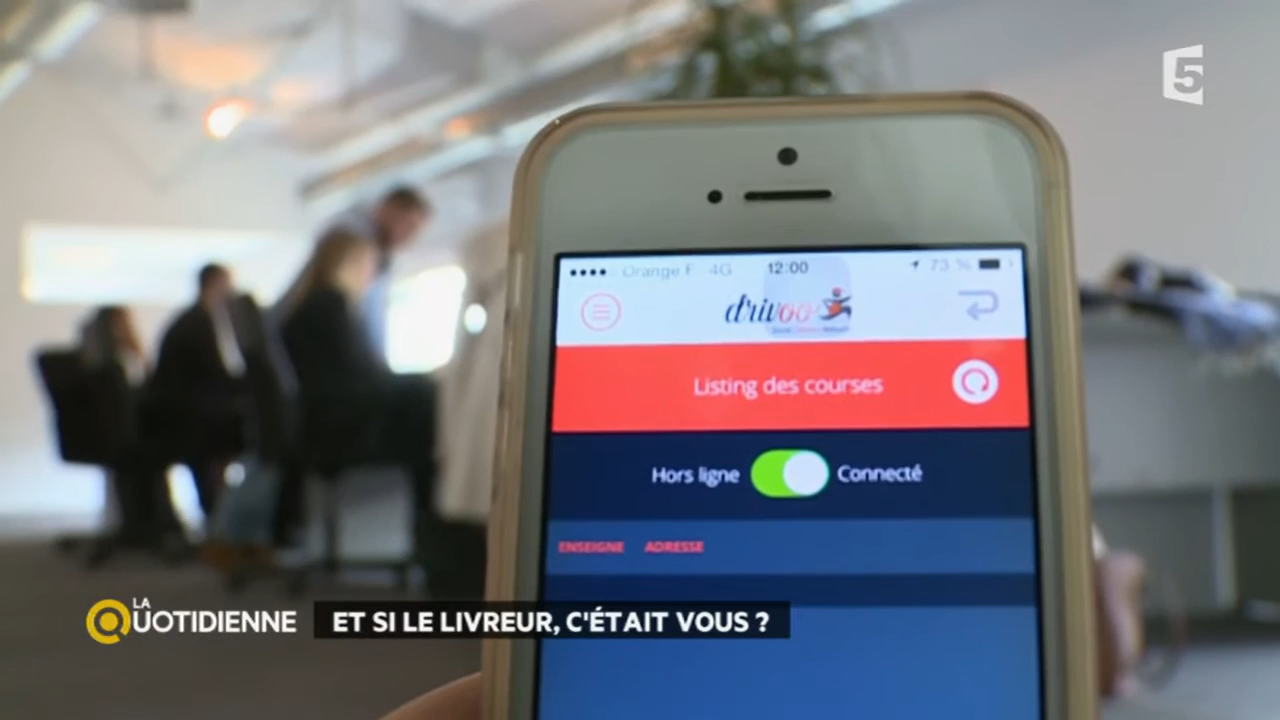 5
Orange F 4G 12:00 73 %
drivoo
Listing des courses
Hors ligne Connecté
ENSEIGNE ADRESSE
LA QUOTIDIENNE
ET SI LE LIVREUR, C'ÉTAIT VOUS ?